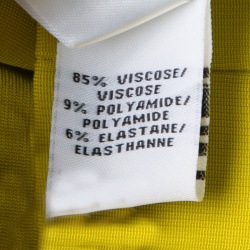 85% VISCOSE/
VISCOSE
9% POLYAMIDE/
POLYAMIDE
6% ELASTANE/
ELASTHANNE